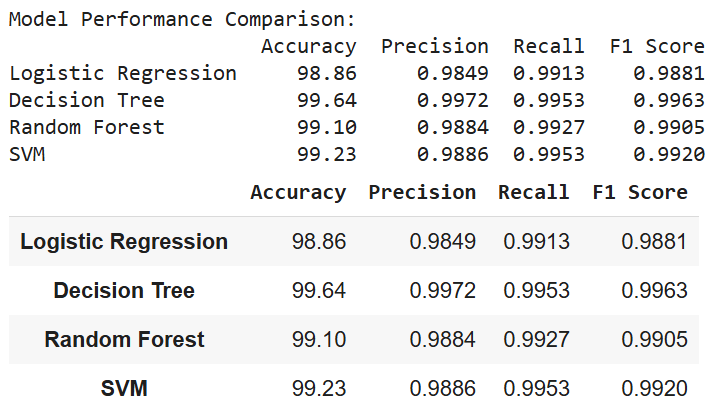 Model Performance Comparison:
Accuracy Precision Recall F1 Score
Logistic Regression 98.86 0.9849 0.9913 0.9881
Decision Tree 99.64 0.9972 0.9953 0.9963
Random Forest 99.10 0.9884 0.9927 0.9905
SVM 99.23 0.9886 0.9953 0.9920
Accuracy Precision Recall F1 Score
Logistic Regression 98.86 0.9849 0.9913 0.9881
Decision Tree 99.64 0.9972 0.9953 0.9963
Random Forest 99.10 0.9884 0.9927 0.9905
SVM 99.23 0.9886 0.9953 0.9920